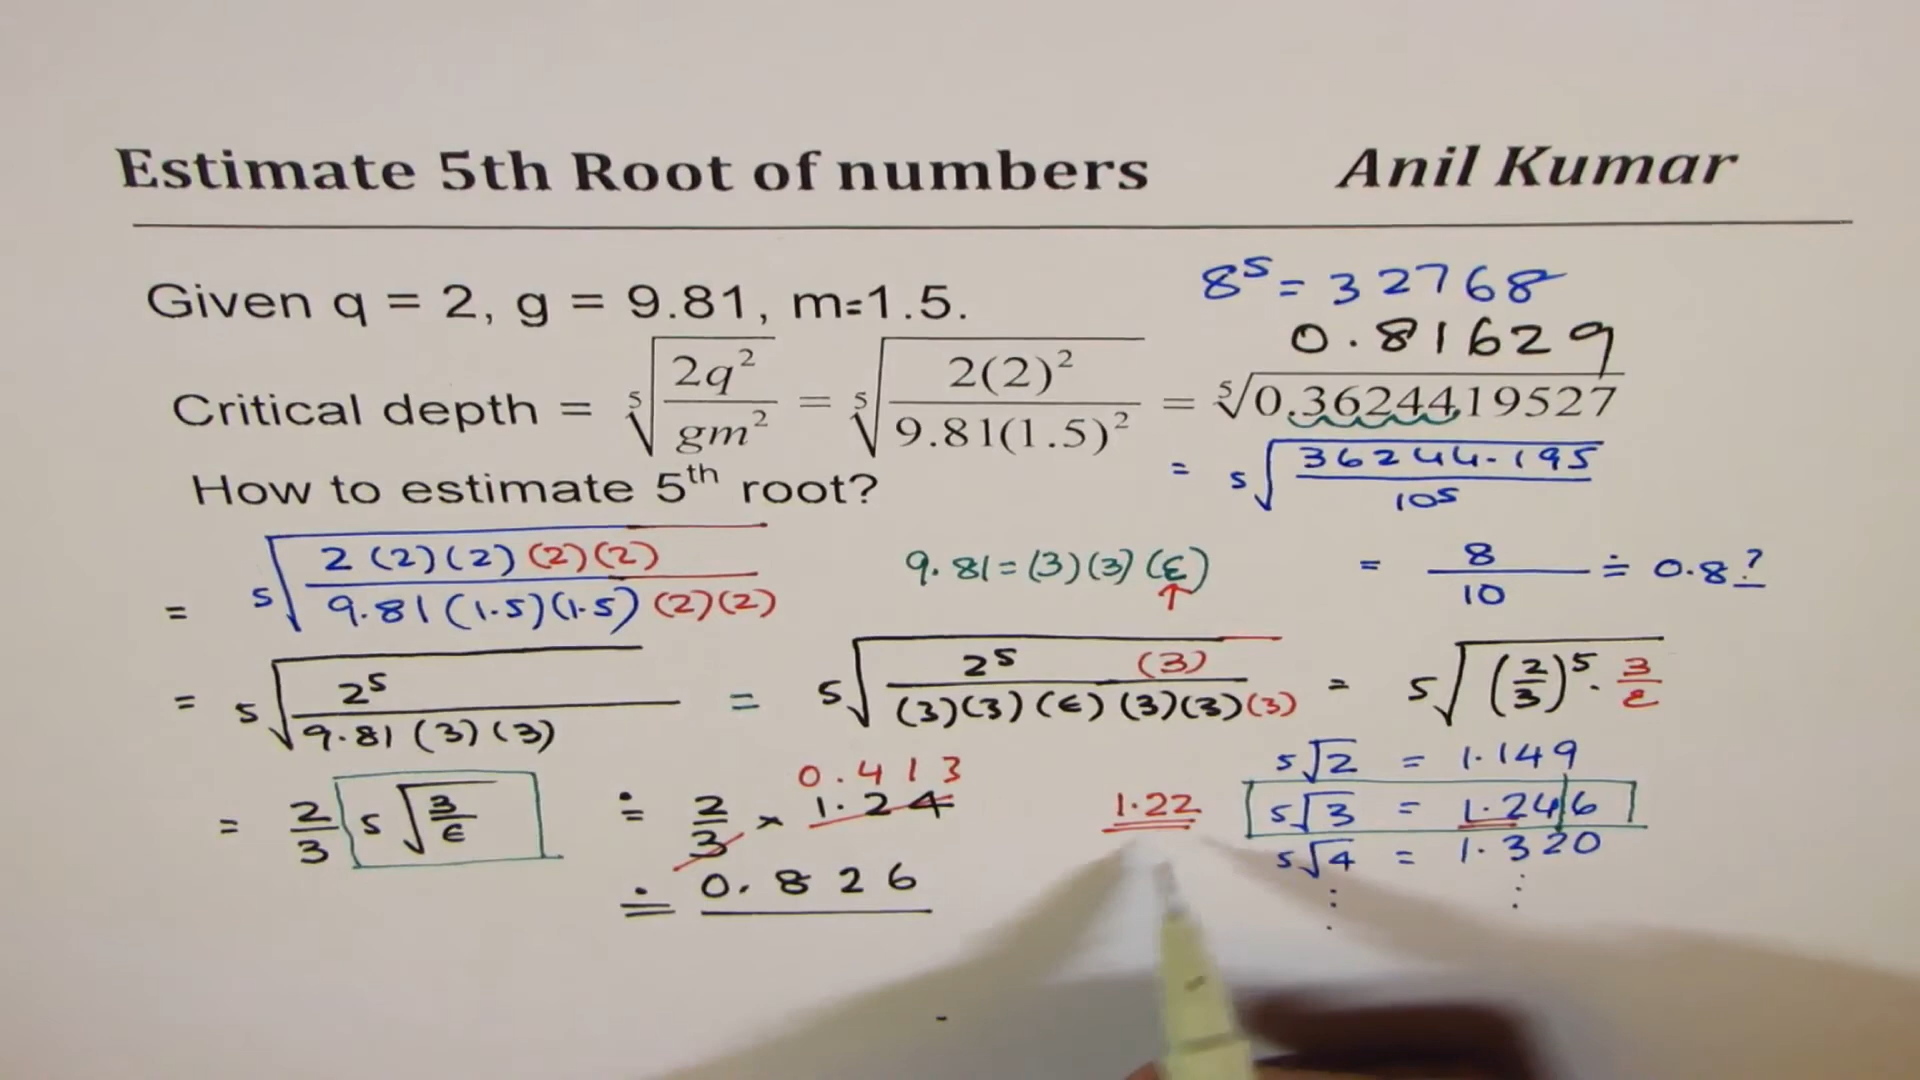 Estimate 5th Root of numbers Anil Kumar
Given q = 2, g = 9.81, m=1.5.
8⁵ = 32768
0.81629
Critical depth = ⁵√(2q²/gm²) = ⁵√(2(2)²/9.81(1.5)²) = ⁵√0.3624419527
= ⁵√(36244.195/10⁵)
How to estimate 5th root?
= ⁵√(2(2)(2)(2)(2)/9.81(1.5)(1.5)(2)(2))
9.81 = (3)(3)(ε)
↑
= 8/10 ≐ 0.8?
= ⁵√(2⁵/9.81(3)(3)) = ⁵√(2⁵(3)/(3)(3)(ε)(3)(3)(3)) = ⁵√((2/3)⁵·3/ε)
⁵√2 = 1.149
0.413
= 2/3 ⁵√(3/ε) ≐ 2/3 × 1.24
1.22
⁵√3 = 1.246
⁵√4 = 1.320
≐ 0.826